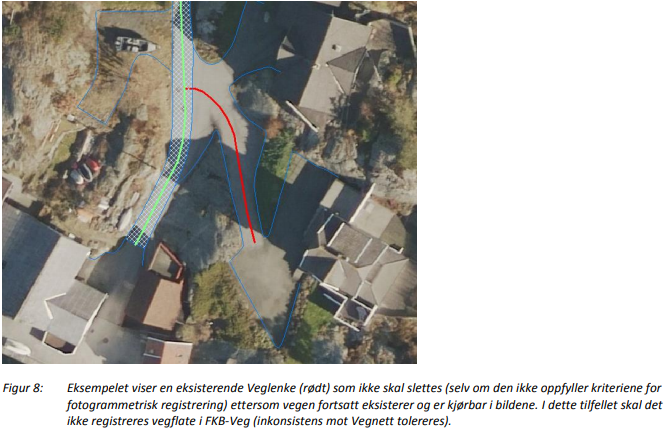 Figur 8: Eksempelet viser en eksisterende Veglenke (rødt) som ikke skal slettes (selv om den ikke oppfyller kriteriene for
fotogrammetrisk registrering) ettersom vegen fortsatt eksisterer og er kjørbar i bildene. I dette tilfellet skal det
ikke registreres vegflate i FKB-Veg (inkonsistens mot Vegnett tolereres).